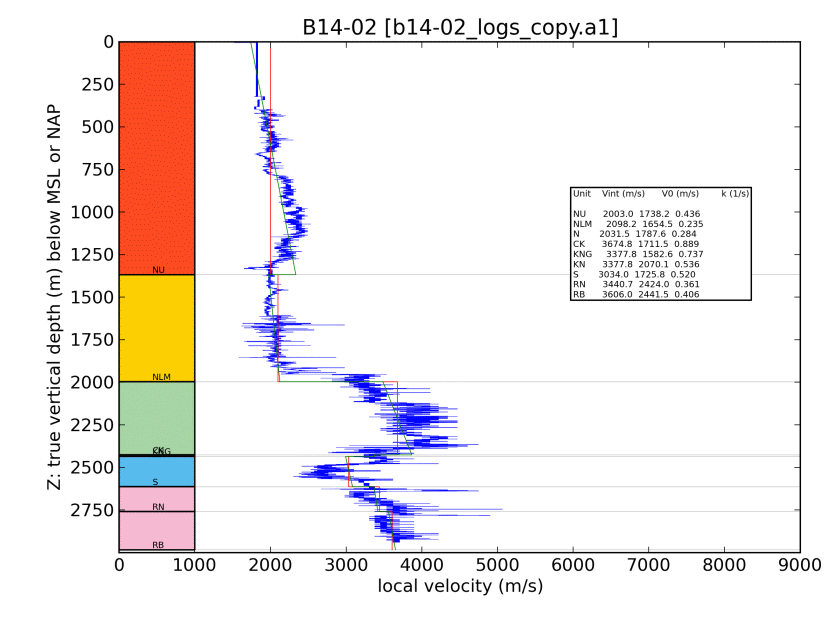 B14-02 [b14-02_logs_copy.a1]
Z: true vertical depth (m) below MSL or NAP
0
250
500
750
1000
1250
1500
1750
2000
2250
2500
2750
NU
NLM
CK
KNG
S
RN
RB
Unit Vint (m/s) V0 (m/s) k (1/s)
NU 2003.0 1738.2 0.436
NLM 2098.2 1654.5 0.235
N 2031.5 1787.6 0.284
CK 3674.8 1711.5 0.889
KNG 3377.8 1582.6 0.737
KN 3377.8 2070.1 0.536
S 3034.0 1725.8 0.520
RN 3440.7 2424.0 0.361
RB 3606.0 2441.5 0.406
0 1000 2000 3000 4000 5000 6000 7000 8000 9000
local velocity (m/s)